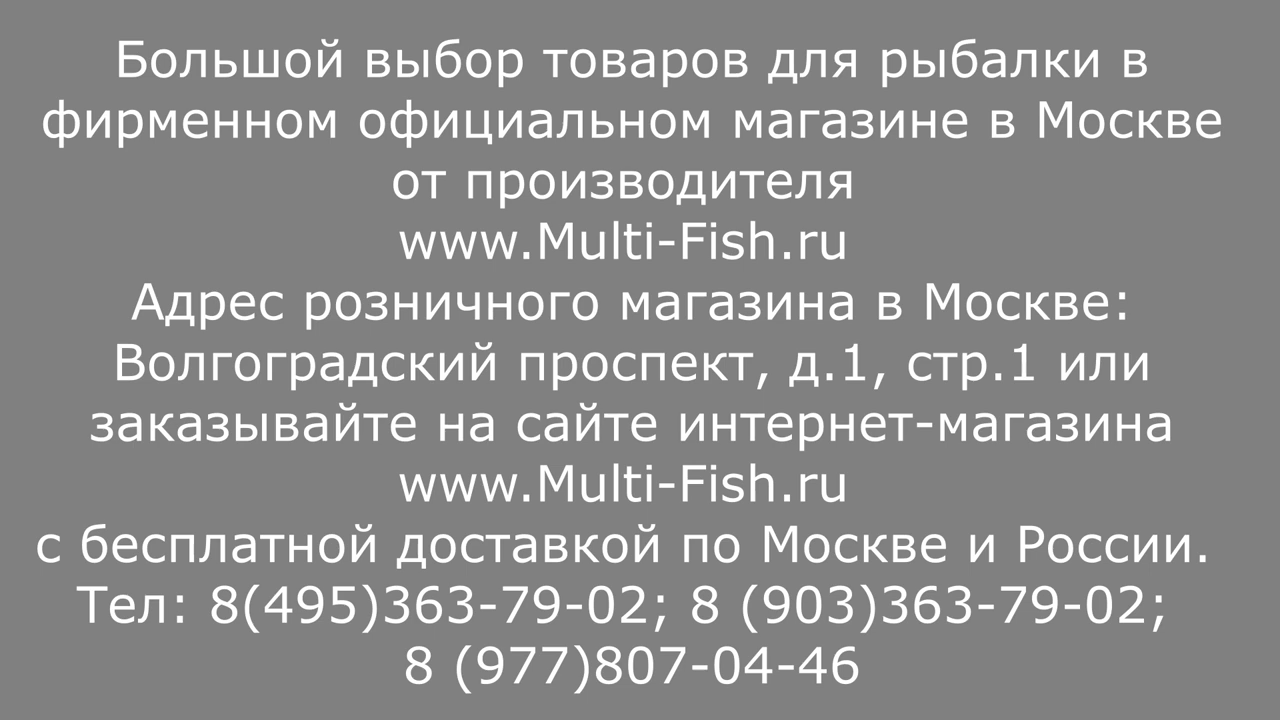 Большой выбор товаров для рыбалки в
фирменном официальном магазине в Москве
от производителя
www.Multi-Fish.ru
Адрес розничного магазина в Москве:
Волгоградский проспект, д.1, стр.1 или
заказывайте на сайте интернет-магазина
www.Multi-Fish.ru
с бесплатной доставкой по Москве и России.
Тел: 8(495)363-79-02; 8 (903)363-79-02;
8 (977)807-04-46